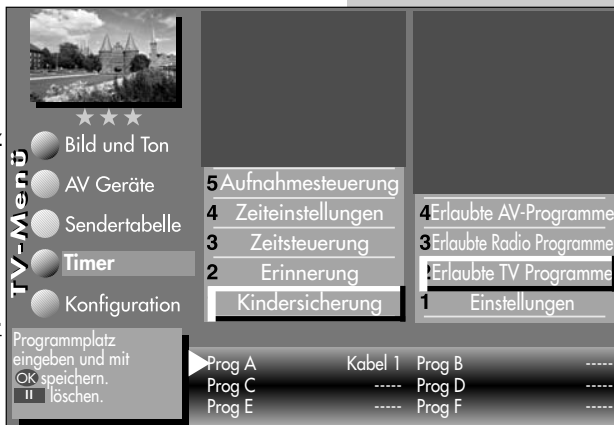 TV-Menü
Bild und Ton
AV Geräte
Sendertabelle
Timer
Konfiguration
5 Aufnahmesteuerung
4 Zeiteinstellungen
3 Zeitsteuerung
2 Erinnerung
Kindersicherung
4 Erlaubte AV-Programme
3 Erlaubte Radio Programme
2 Erlaubte TV Programme
1 Einstellungen
Programmplatz
eingeben und mit
OK speichern.
II löschen.
Prog A Kabel 1 Prog B -----
Prog C ----- Prog D -----
Prog E ----- Prog F -----